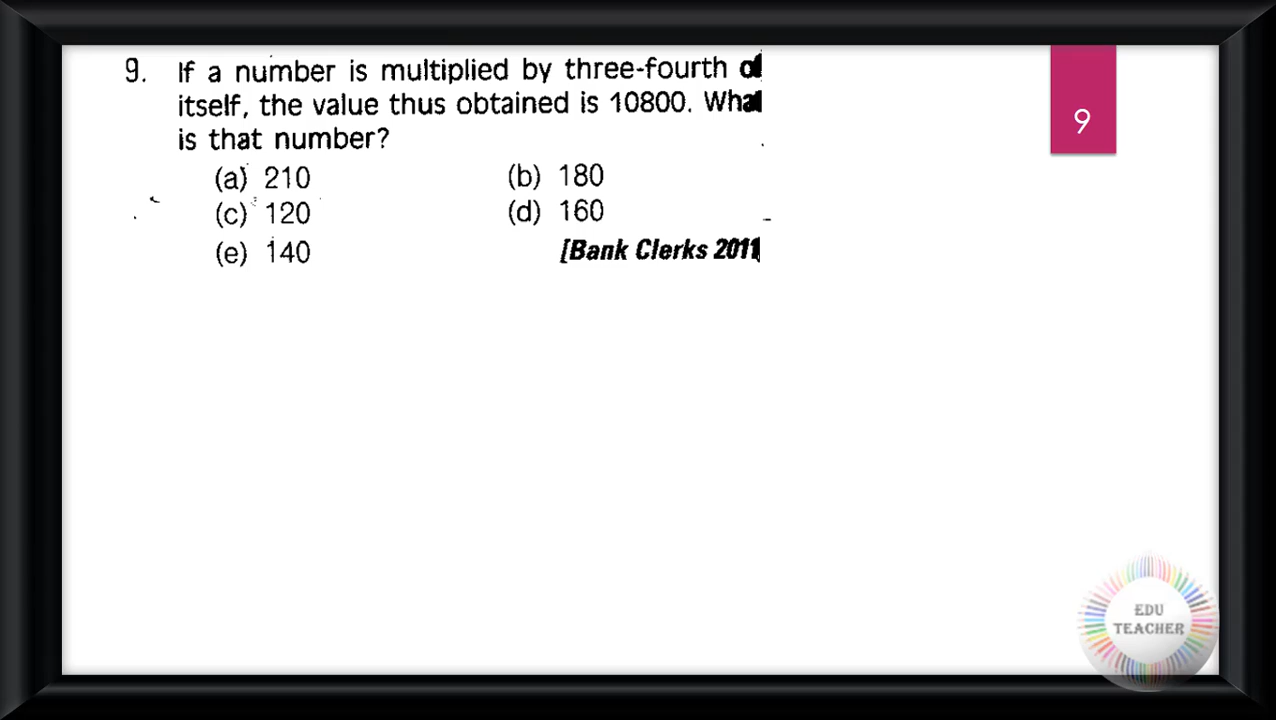 9. If a number is multiplied by three-fourth of
itself, the value thus obtained is 10800. What
is that number?
(a) 210 (b) 180
(c) 120 (d) 160
(e) 140 [Bank Clerks 2011
9
EDU
TEACHER